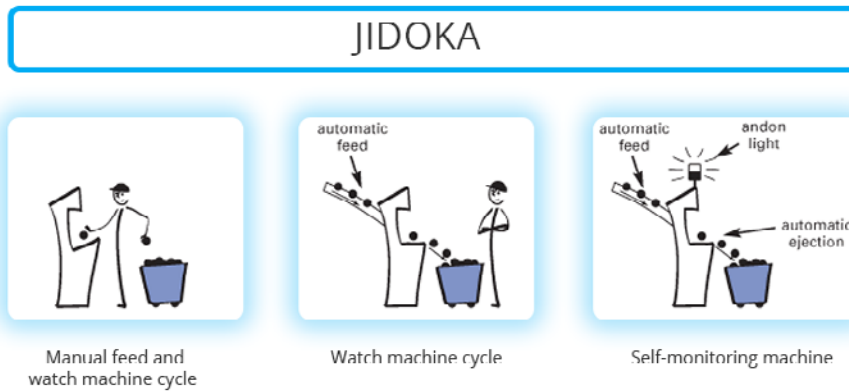 JIDOKA
automatic
feed
automatic
feed
andon
light
automatic
ejection
Manual feed and
watch machine cycle
Watch machine cycle
Self-monitoring machine